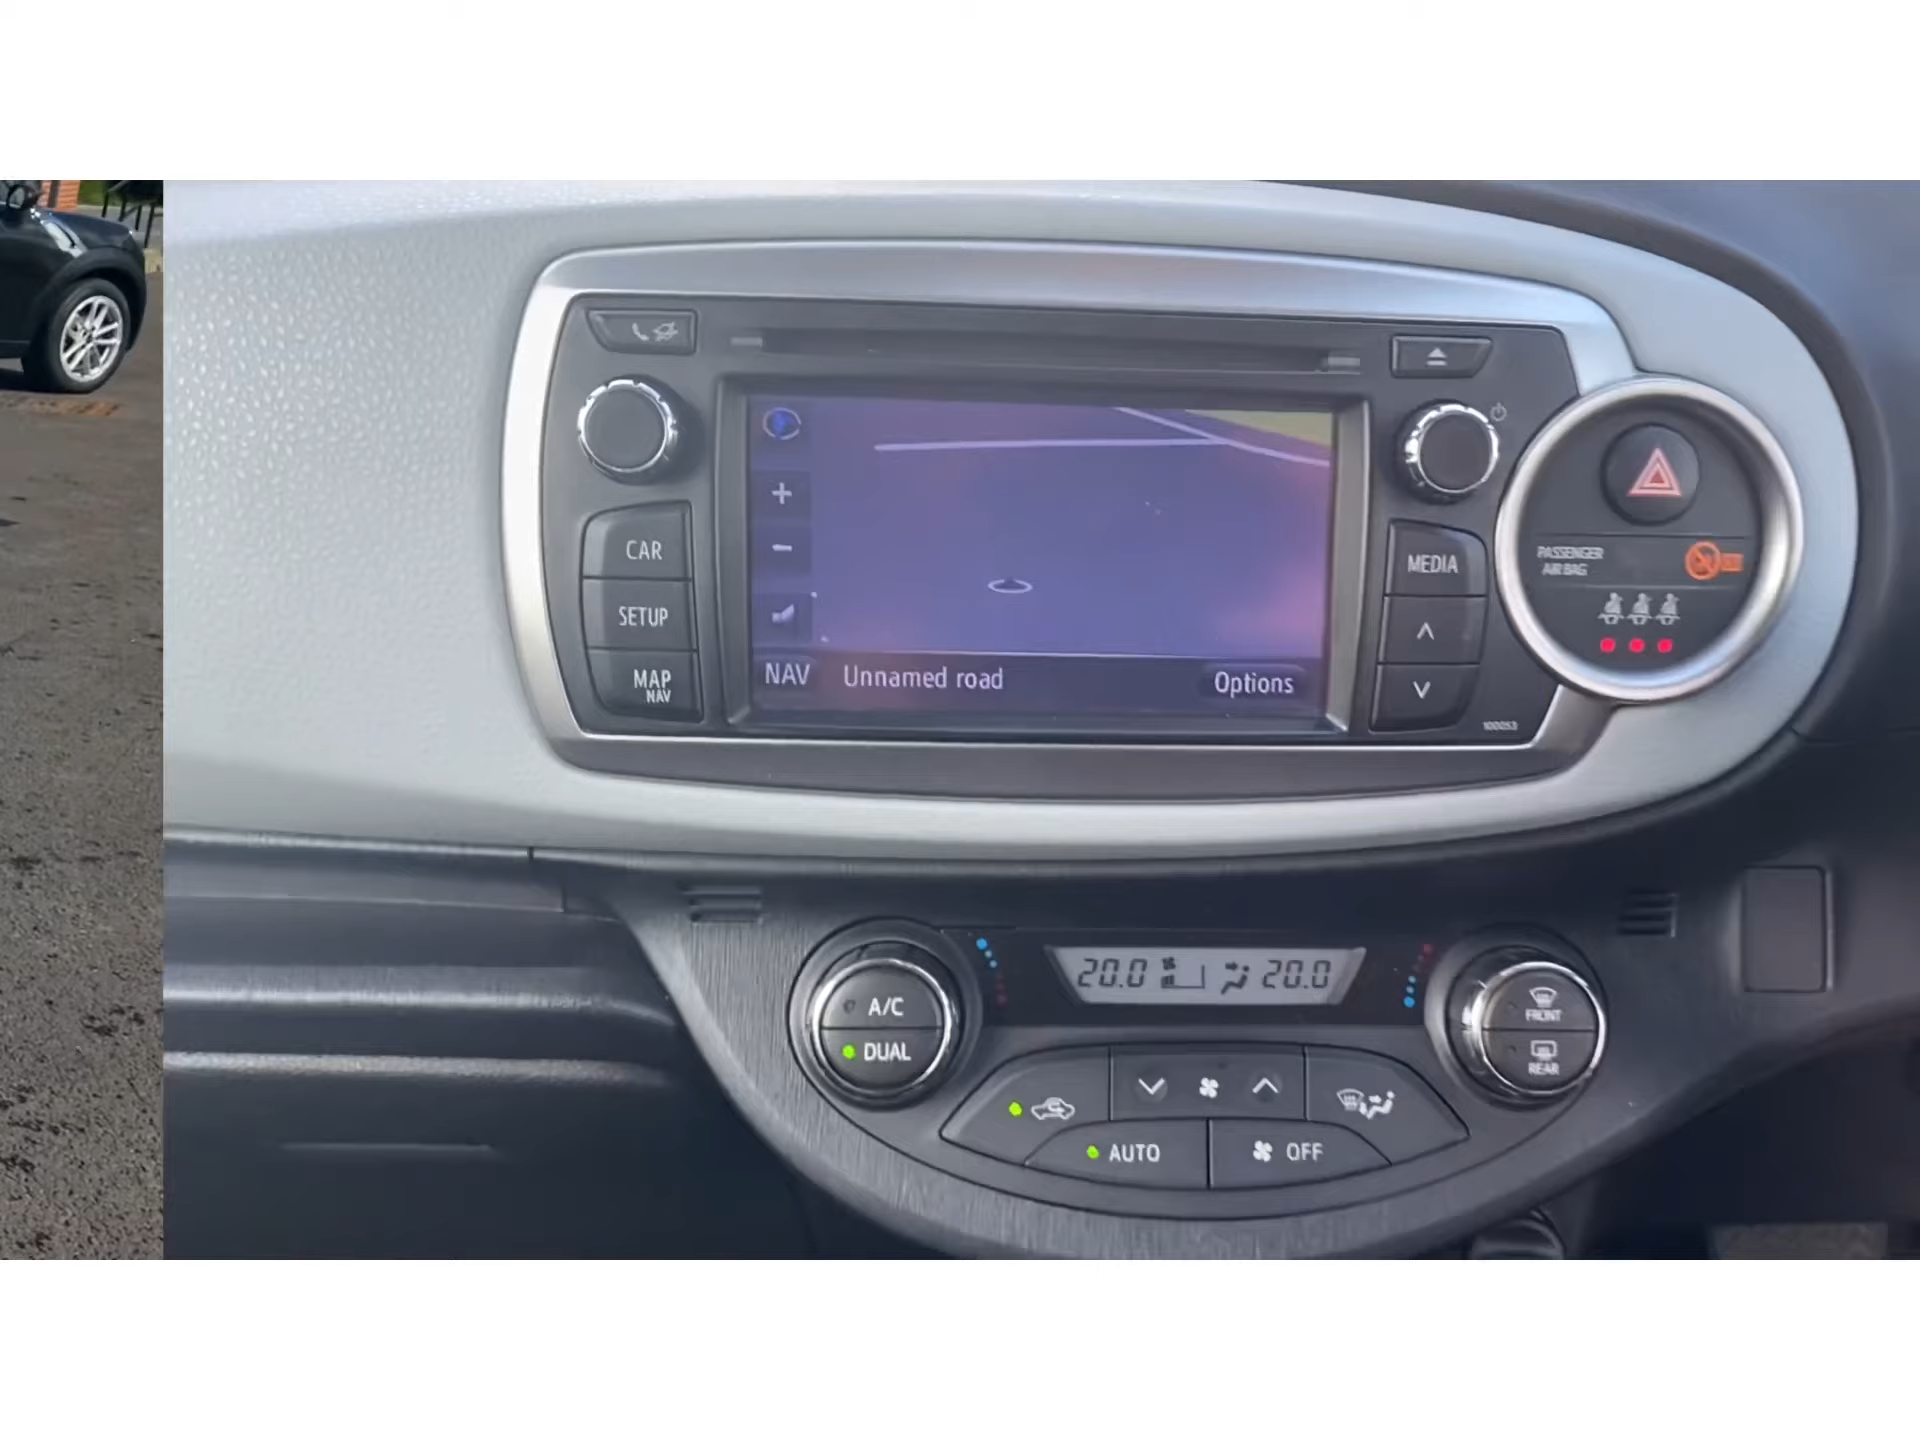 CAR
SETUP
MAP
NAV
NAV Unnamed road Options
MEDIA
100053
PASSENGER
AIR BAG
20.0 20.0
A/C
DUAL
FRONT
REAR
AUTO
OFF